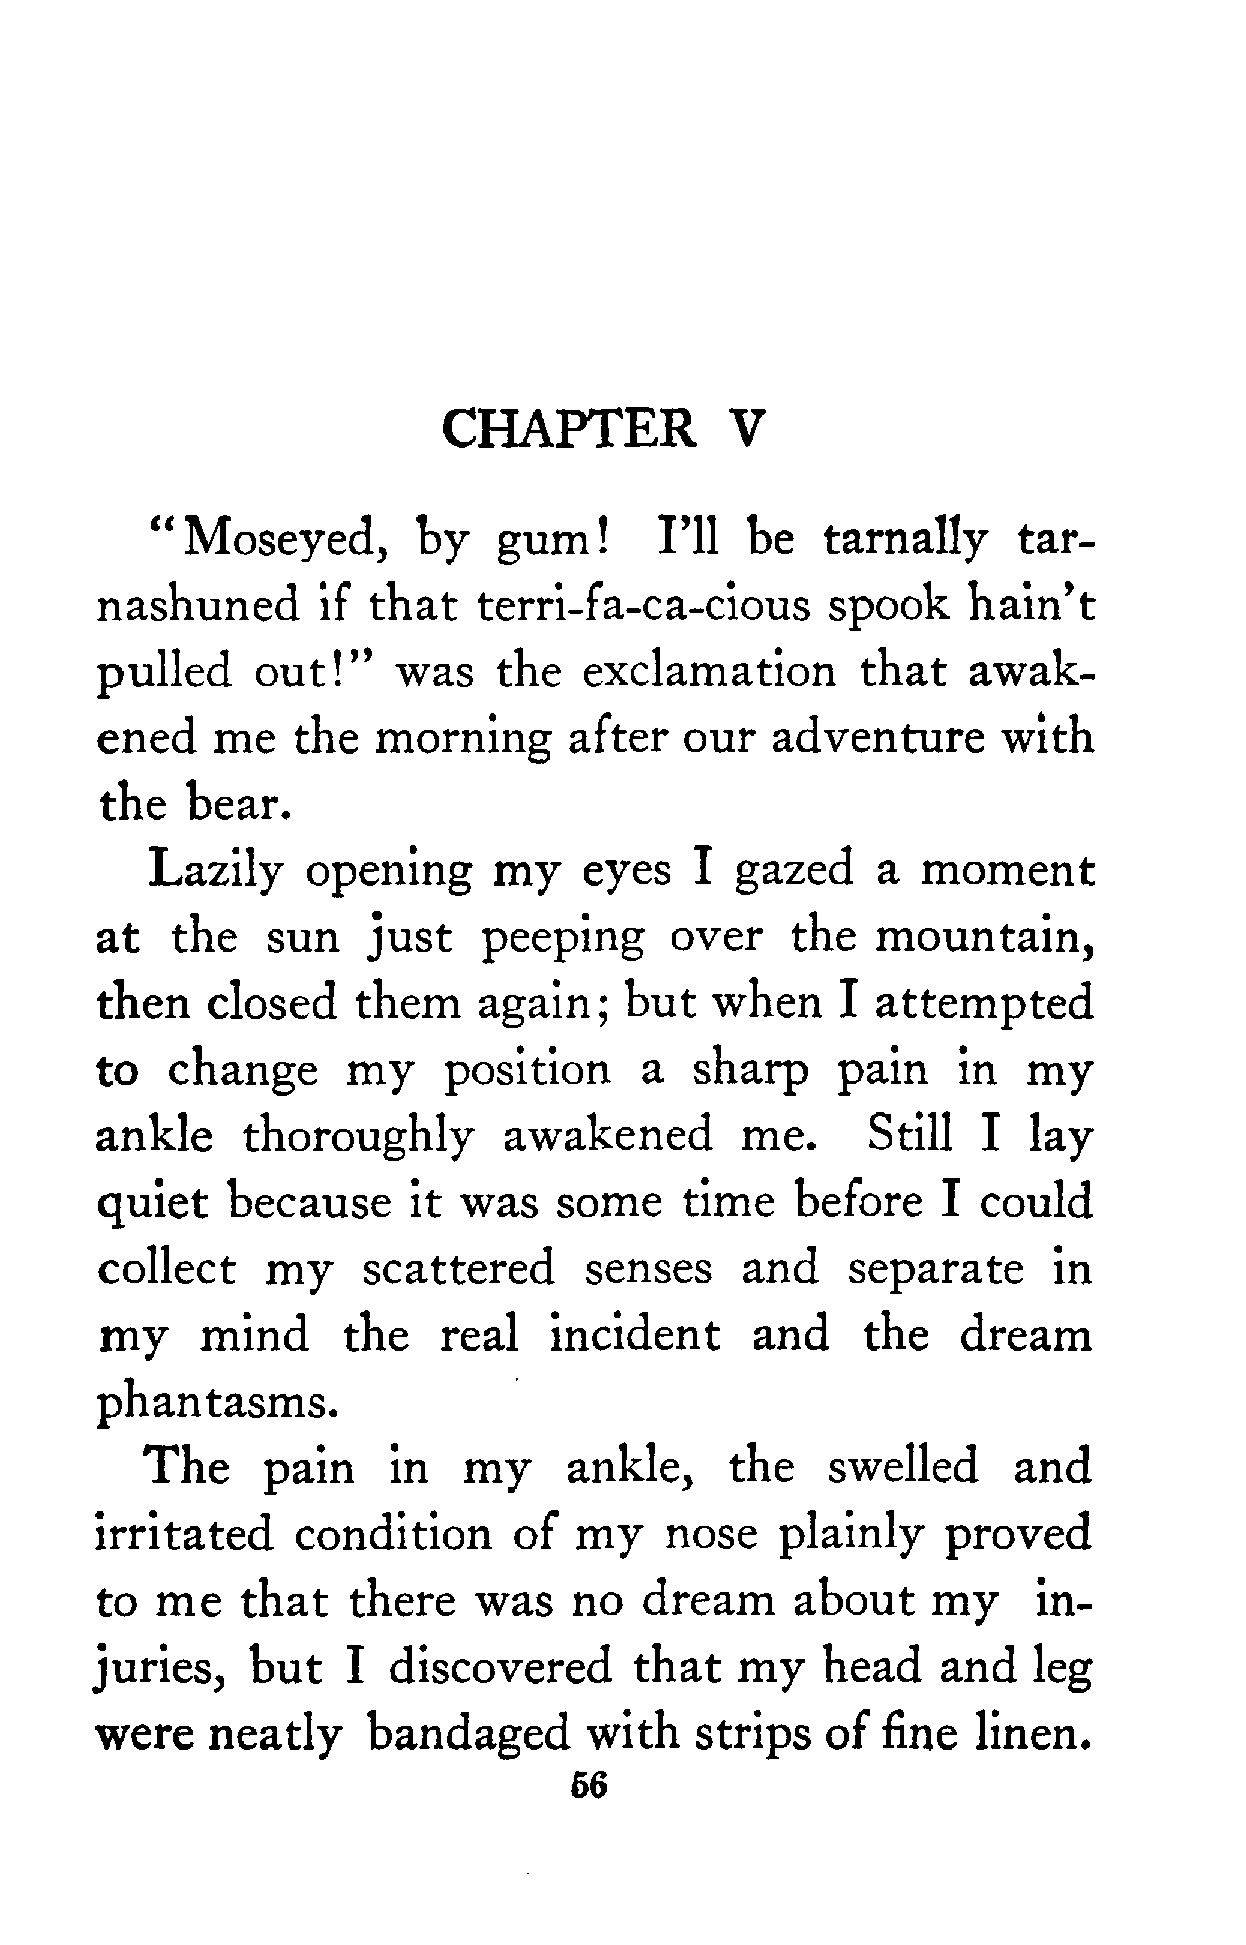 CHAPTER V
“Moseyed, by gum! I’ll be tarnally tar-
nashuned if that terri-fa-ca-cious spook hain’t
pulled out!” was the exclamation that awak-
ened me the morning after our adventure with
the bear.
Lazily opening my eyes I gazed a moment
at the sun just peeping over the mountain,
then closed them again; but when I attempted
to change my position a sharp pain in my
ankle thoroughly awakened me. Still I lay
quiet because it was some time before I could
collect my scattered senses and separate in
my mind the real incident and the dream
phantasms.
The pain in my ankle, the swelled and
irritated condition of my nose plainly proved
to me that there was no dream about my in-
juries, but I discovered that my head and leg
were neatly bandaged with strips of fine linen.
56